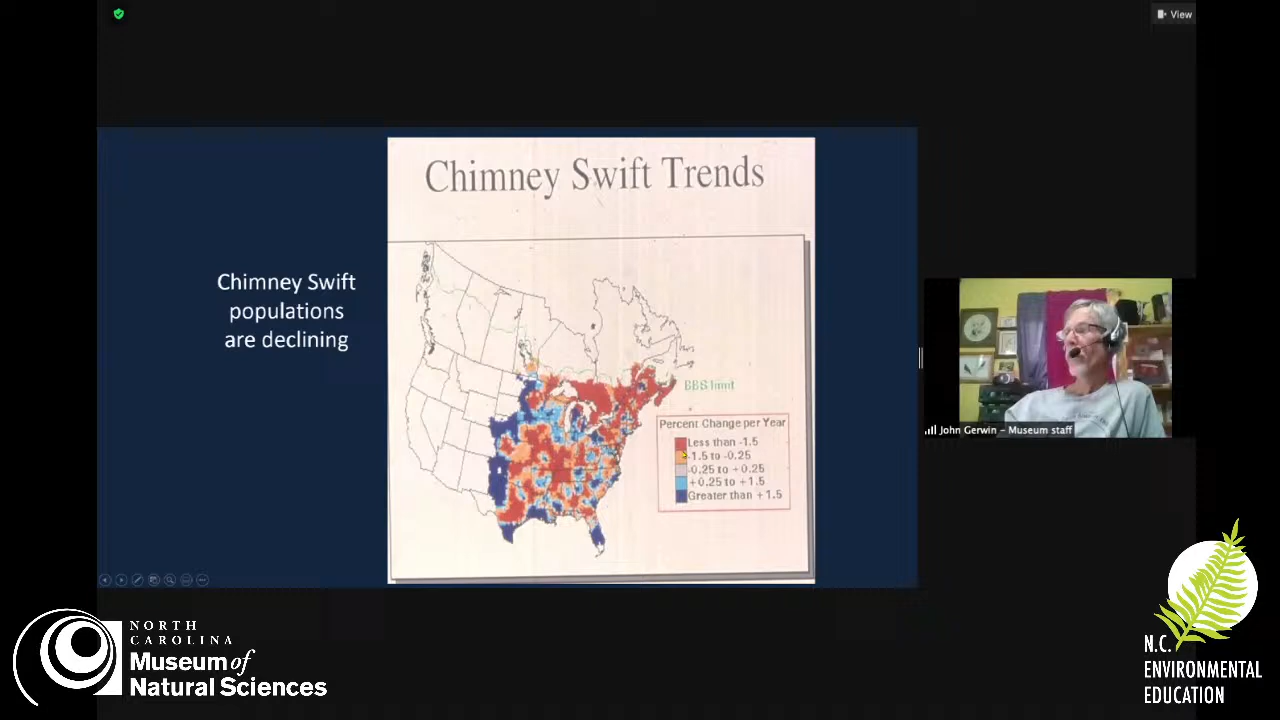 View
Chimney Swift Trends
Chimney Swift
populations
are declining
BBS limit
Percent Change per Year
Less than -1.5
-1.5 to -0.25
-0.25 to +0.25
+0.25 to +1.5
Greater than +1.5
John Gerwin - Museum staff
NORTH
CAROLINA
Museum of
Natural Sciences
N.C.
ENVIRONMENTAL
EDUCATION